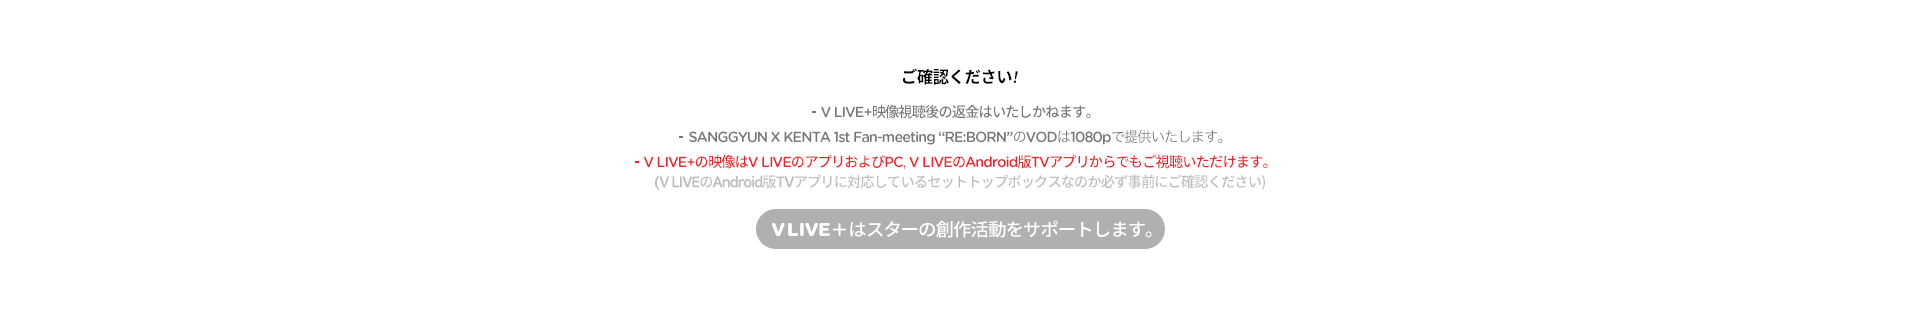 ご確認ください!
- V LIVE+映像視聴後の返金はいたしかねます。
- SANGGYUN X KENTA 1st Fan-meeting “RE:BORN”のVODは1080pで提供いたします。
- V LIVE+の映像はV LIVEのアプリおよびPC, V LIVEのAndroid版TVアプリからでもご視聴いただけます。
(V LIVEのAndroid版TVアプリに対応しているセットトップボックスなのか必ず事前にご確認ください)
V LIVE+はスターの創作活動をサポートします。